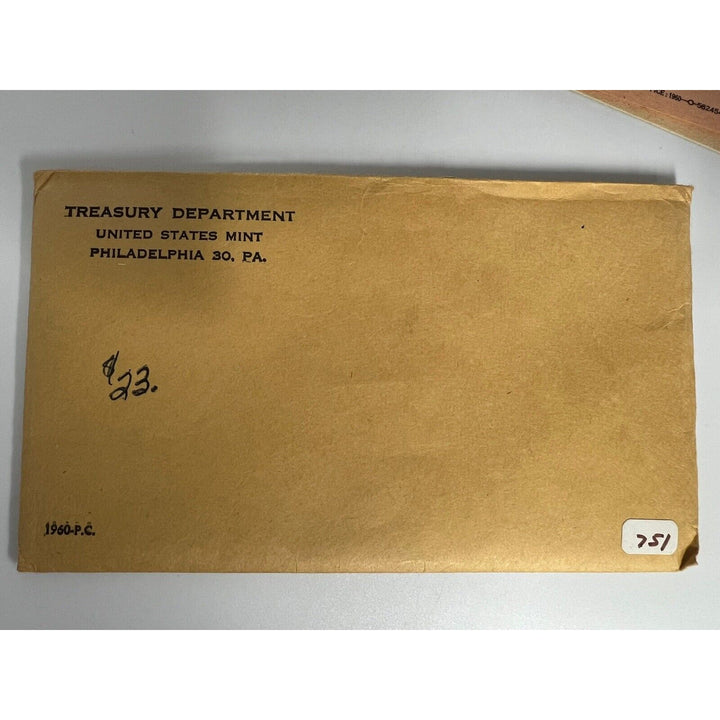 TREASURY DEPARTMENT
UNITED STATES MINT
PHILADELPHIA 30, PA.
$23.
1960-P.C.
751